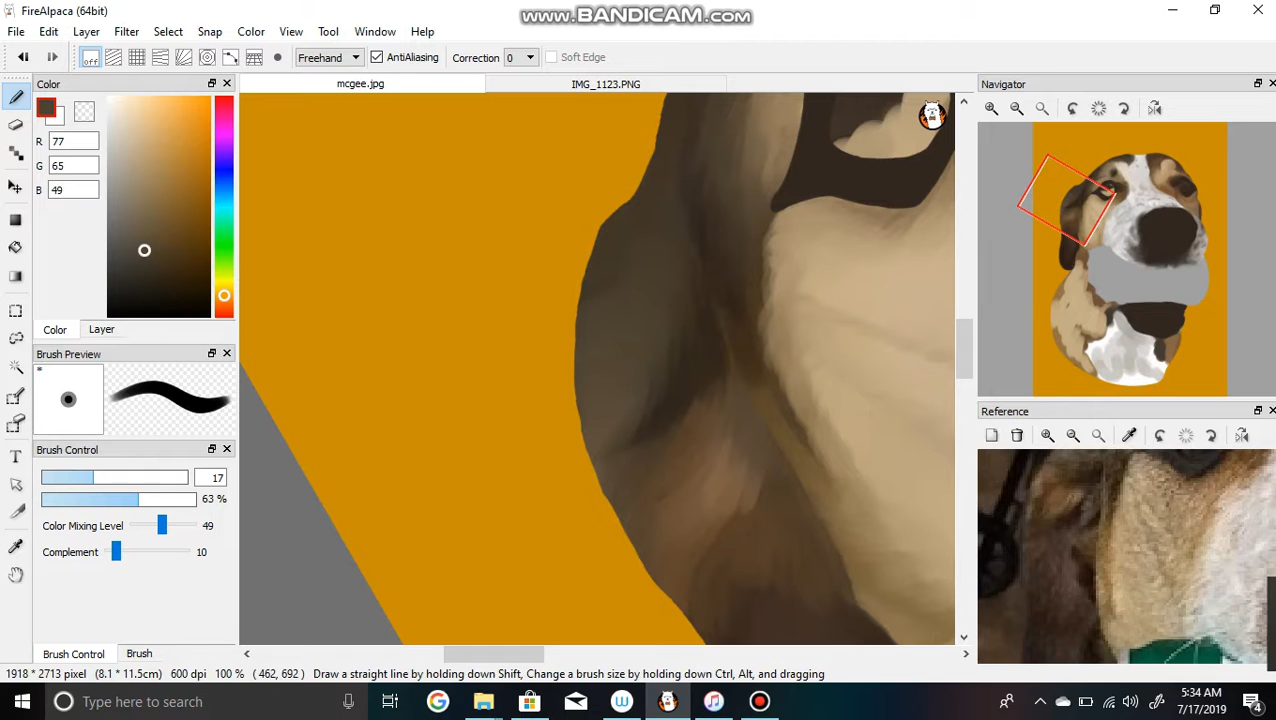 FireAlpaca (64bit)
www.BANDICAM.com
File Edit Layer Filter Select Snap Color View Tool Window Help
off Freehand AntiAliasing Correction 0 Soft Edge
Color
mcgee.jpg IMG_1123.PNG
Navigator
R 77
G 65
B 49
Color Layer
Brush Preview
*
Reference
Brush Control
17
63 %
Color Mixing Level 49
Complement 10
Brush Control Brush
1918 * 2713 pixel (8.1 * 11.5cm) 600 dpi 100 % ( 462, 692) Draw a straight line by holding down Shift, Change a brush size by holding down Ctrl, Alt, and dragging
Type here to search
5:34 AM
7/17/2019
4